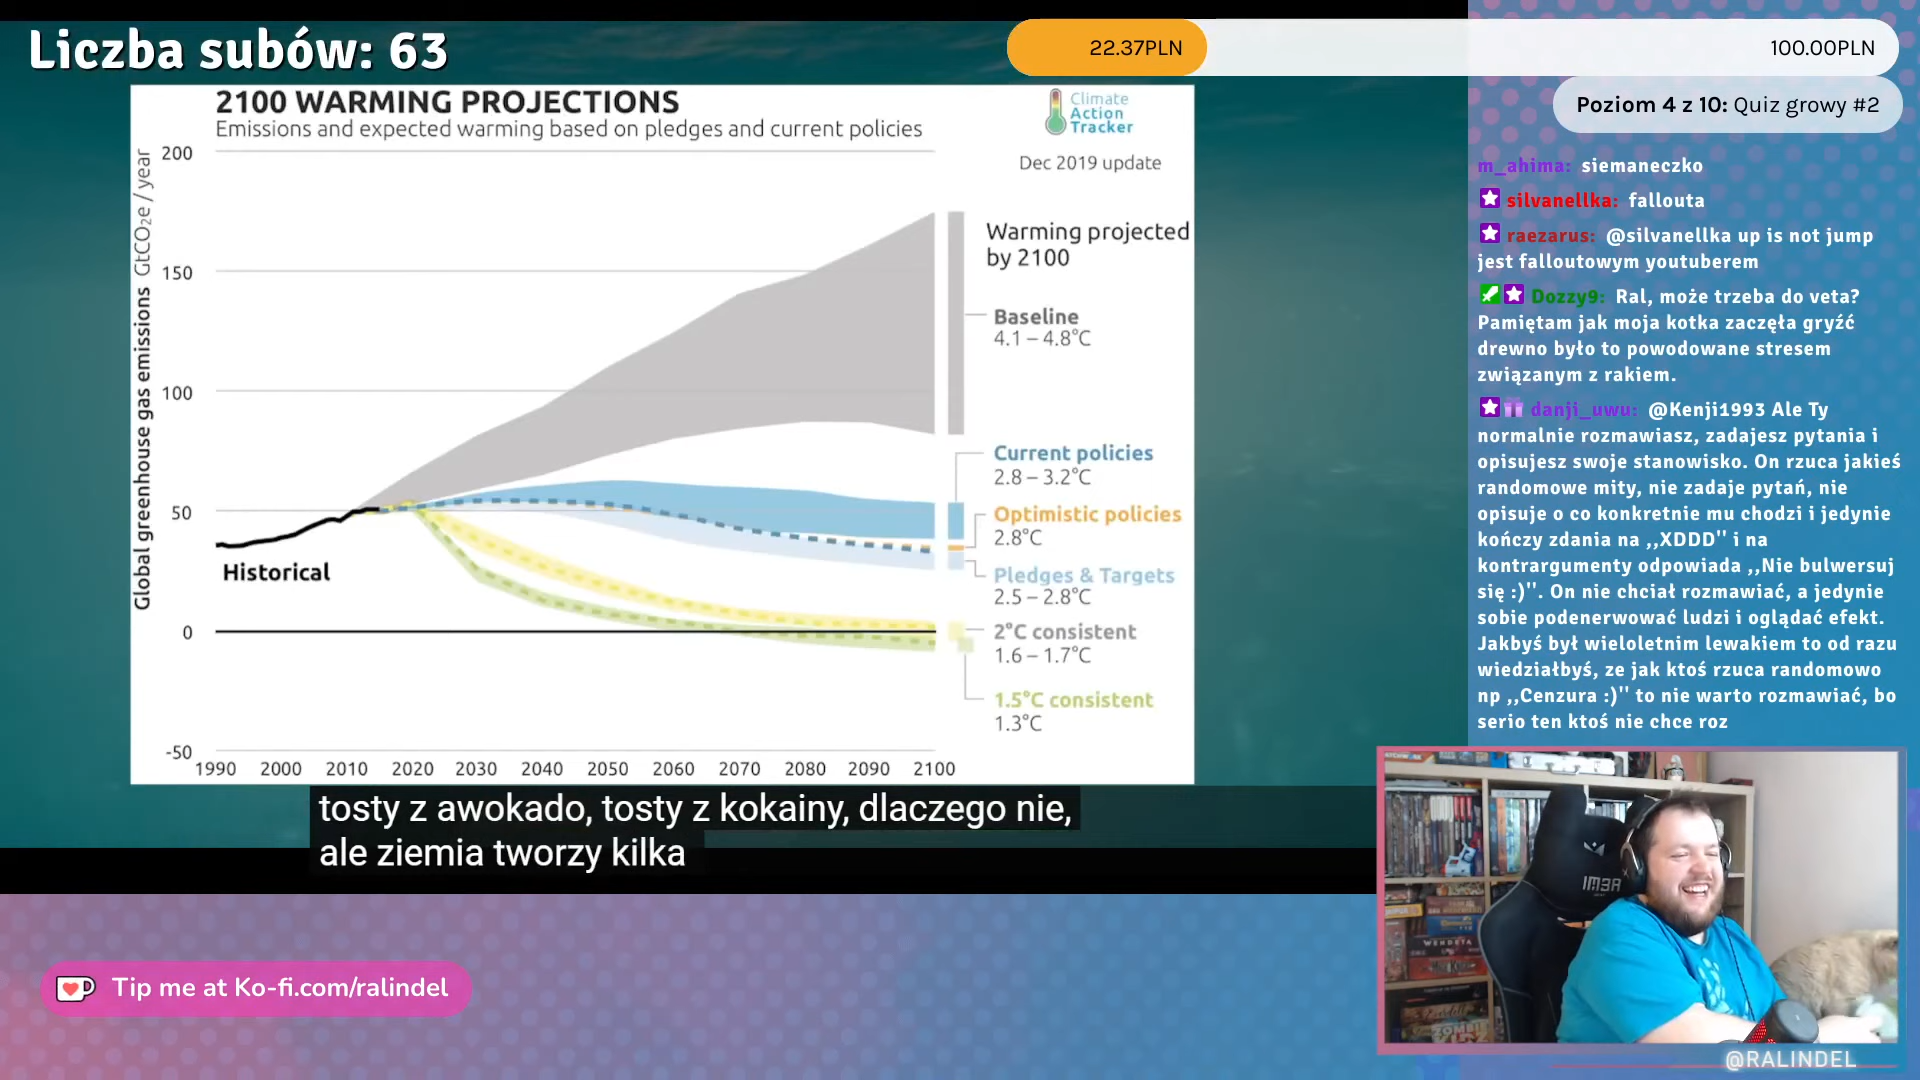 Liczba subów: 63
22.37PLN
100.00PLN
Poziom 4 z 10: Quiz growy #2
2100 WARMING PROJECTIONS
Emissions and expected warming based on pledges and current policies
Climate
Action
Tracker
Dec 2019 update
Global greenhouse gas emissions GtCO₂e / year
200
150
100
50
0
-50
Historical
1990 2000 2010 2020 2030 2040 2050 2060 2070 2080 2090 2100
Warming projected
by 2100
Baseline
4.1 – 4.8°C
Current policies
2.8 – 3.2°C
Optimistic policies
2.8°C
Pledges & Targets
2.5 – 2.8°C
2°C consistent
1.6 – 1.7°C
1.5°C consistent
1.3°C
tosty z awokado, tosty z kokainy, dlaczego nie,
ale ziemia tworzy kilka
m_ahima: siemaneczko
silvanellka: fallouta
raezarus: @silvanellka up is not jump
jest falloutowym youtuberem
Dozzy9: Ral, może trzeba do veta?
Pamiętam jak moja kotka zaczęła gryźć
drewno było to powodowane stresem
związanym z rakiem.
danji_uwu: @Kenji1993 Ale Ty
normalnie rozmawiasz, zadajesz pytania i
opisujesz swoje stanowisko. On rzuca jakieś
randomowe mity, nie zadaje pytań, nie
opisuje o co konkretnie mu chodzi i jedynie
kończy zdania na ,,XDDD'' i na
kontrargumenty odpowiada ,,Nie bulwersuj
się :)''. On nie chciał rozmawiać, a jedynie
sobie podenerwować ludzi i oglądać efekt.
Jakbyś był wieloletnim lewakiem to od razu
wiedziałbyś, ze jak ktoś rzuca randomowo
np ,,Cenzura :)'' to nie warto rozmawiać, bo
serio ten ktoś nie chce roz
IM3R
WENDETA
Tip me at Ko-fi.com/ralindel
@RALINDEL